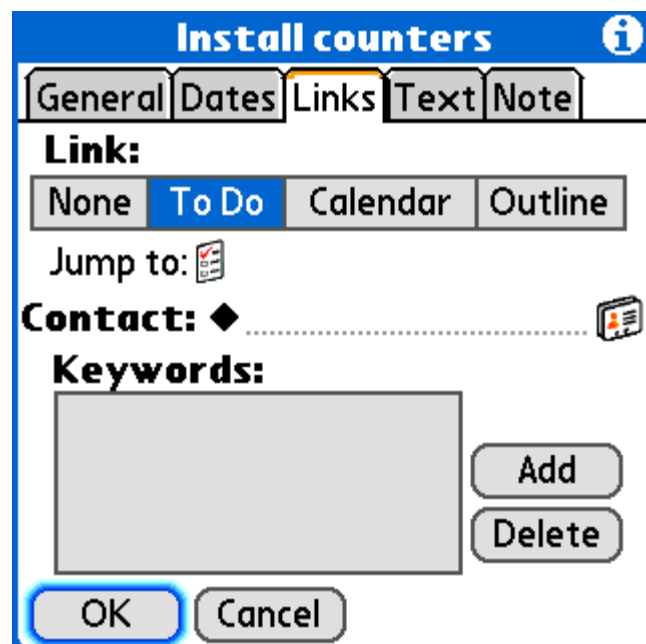 Install counters
General Dates Links Text Note
Link:
None To Do Calendar Outline
Jump to:
Contact:
Keywords:
Add
Delete
OK Cancel